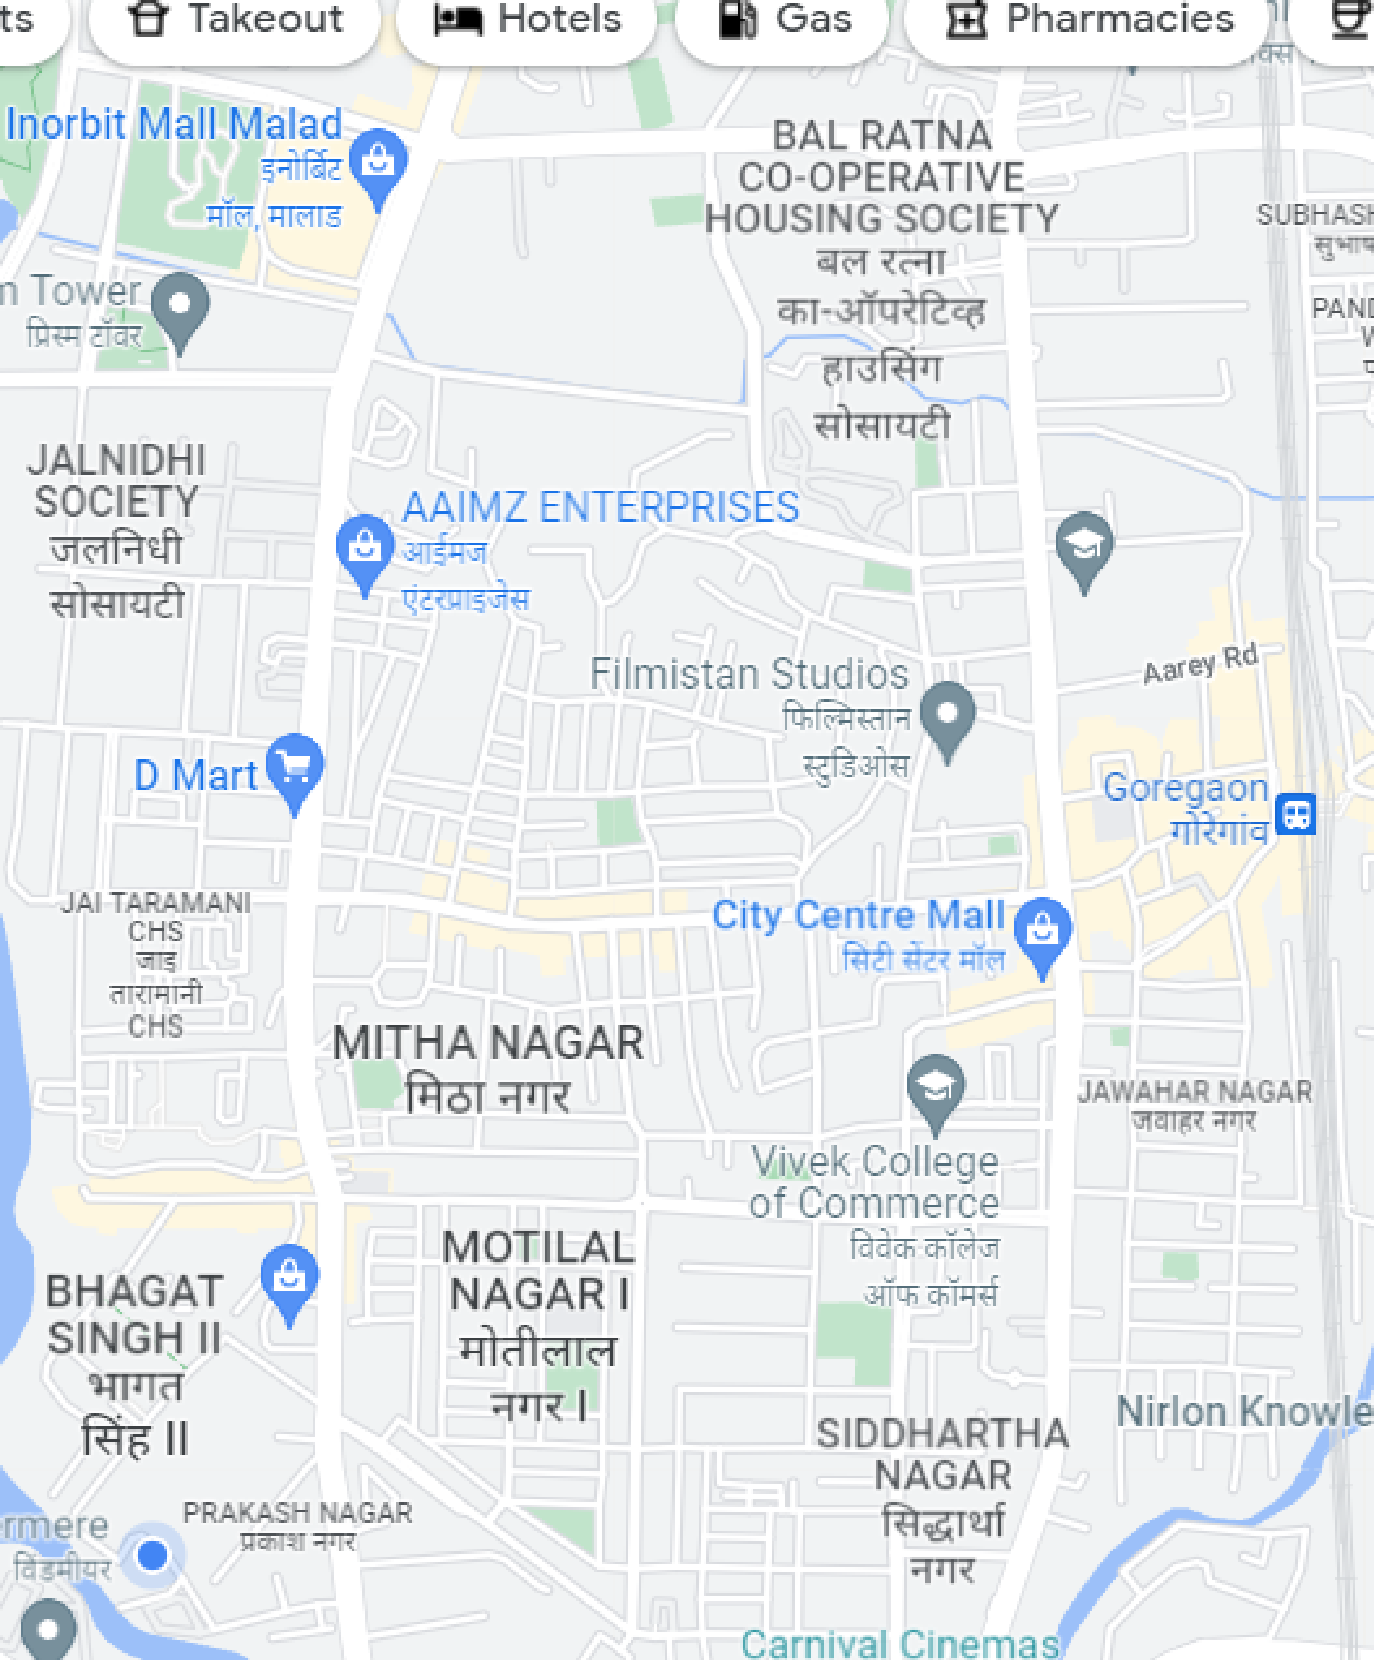 ts
Takeout
Hotels
Gas
Pharmacies
Inorbit Mall Malad
इनोर्बिट
मॉल, मालाड
BAL RATNA
CO-OPERATIVE
HOUSING SOCIETY
बल रत्ना
का-ऑपरेटिव्ह
हाउसिंग
सोसायटी
SUBHASH
सुभाष
m Tower
प्रिस्म टॉवर
PAND
W
JALNIDHI
SOCIETY
जलनिधी
सोसायटी
AAIMZ ENTERPRISES
आईमज
एंटरप्राइजेस
Aarey Rd
Filmistan Studios
फिल्मिस्तान
स्टुडिओस
D Mart
Goregaon
गोरेगांव
JAI TARAMANI
CHS
जाइ
तारामानी
CHS
City Centre Mall
सिटी सेंटर मॉल
MITHA NAGAR
मिठा नगर
JAWAHAR NAGAR
जवाहर नगर
Vivek College
of Commerce
विवेक कॉलेज
ऑफ कॉमर्स
MOTILAL
NAGAR I
मोतीलाल
नगर I
BHAGAT
SINGH II
भागत
सिंह II
Nirlon Knowle
SIDDHARTHA
NAGAR
सिद्धार्था
नगर
PRAKASH NAGAR
प्रकाश नगर
ermere
विंडमीयर
Carnival Cinemas